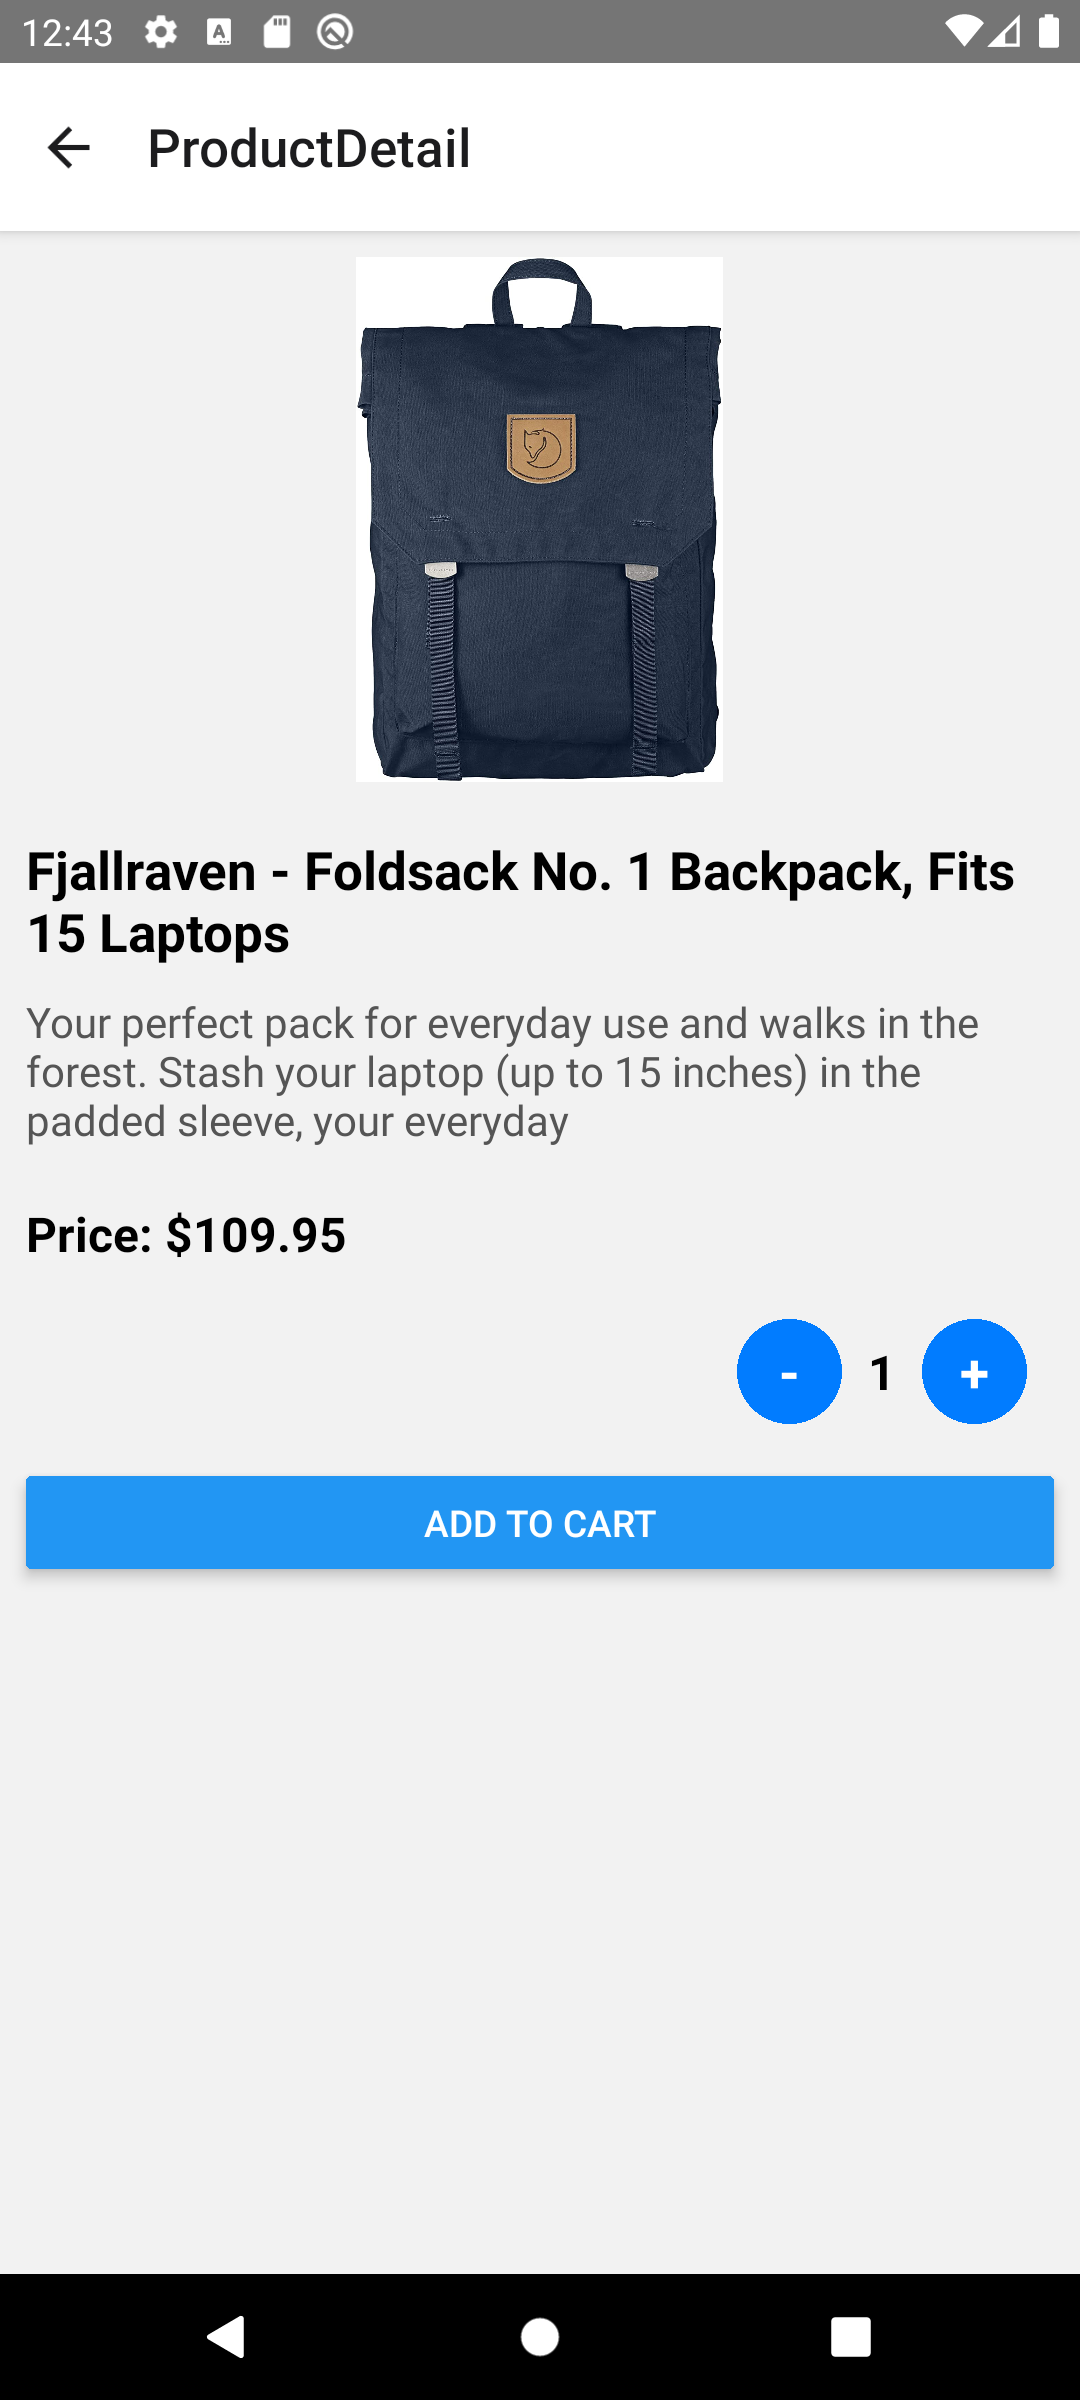 12:43
ProductDetail
Fjallraven - Foldsack No. 1 Backpack, Fits
15 Laptops
Your perfect pack for everyday use and walks in the
forest. Stash your laptop (up to 15 inches) in the
padded sleeve, your everyday
Price: $109.95
- 1 +
ADD TO CART